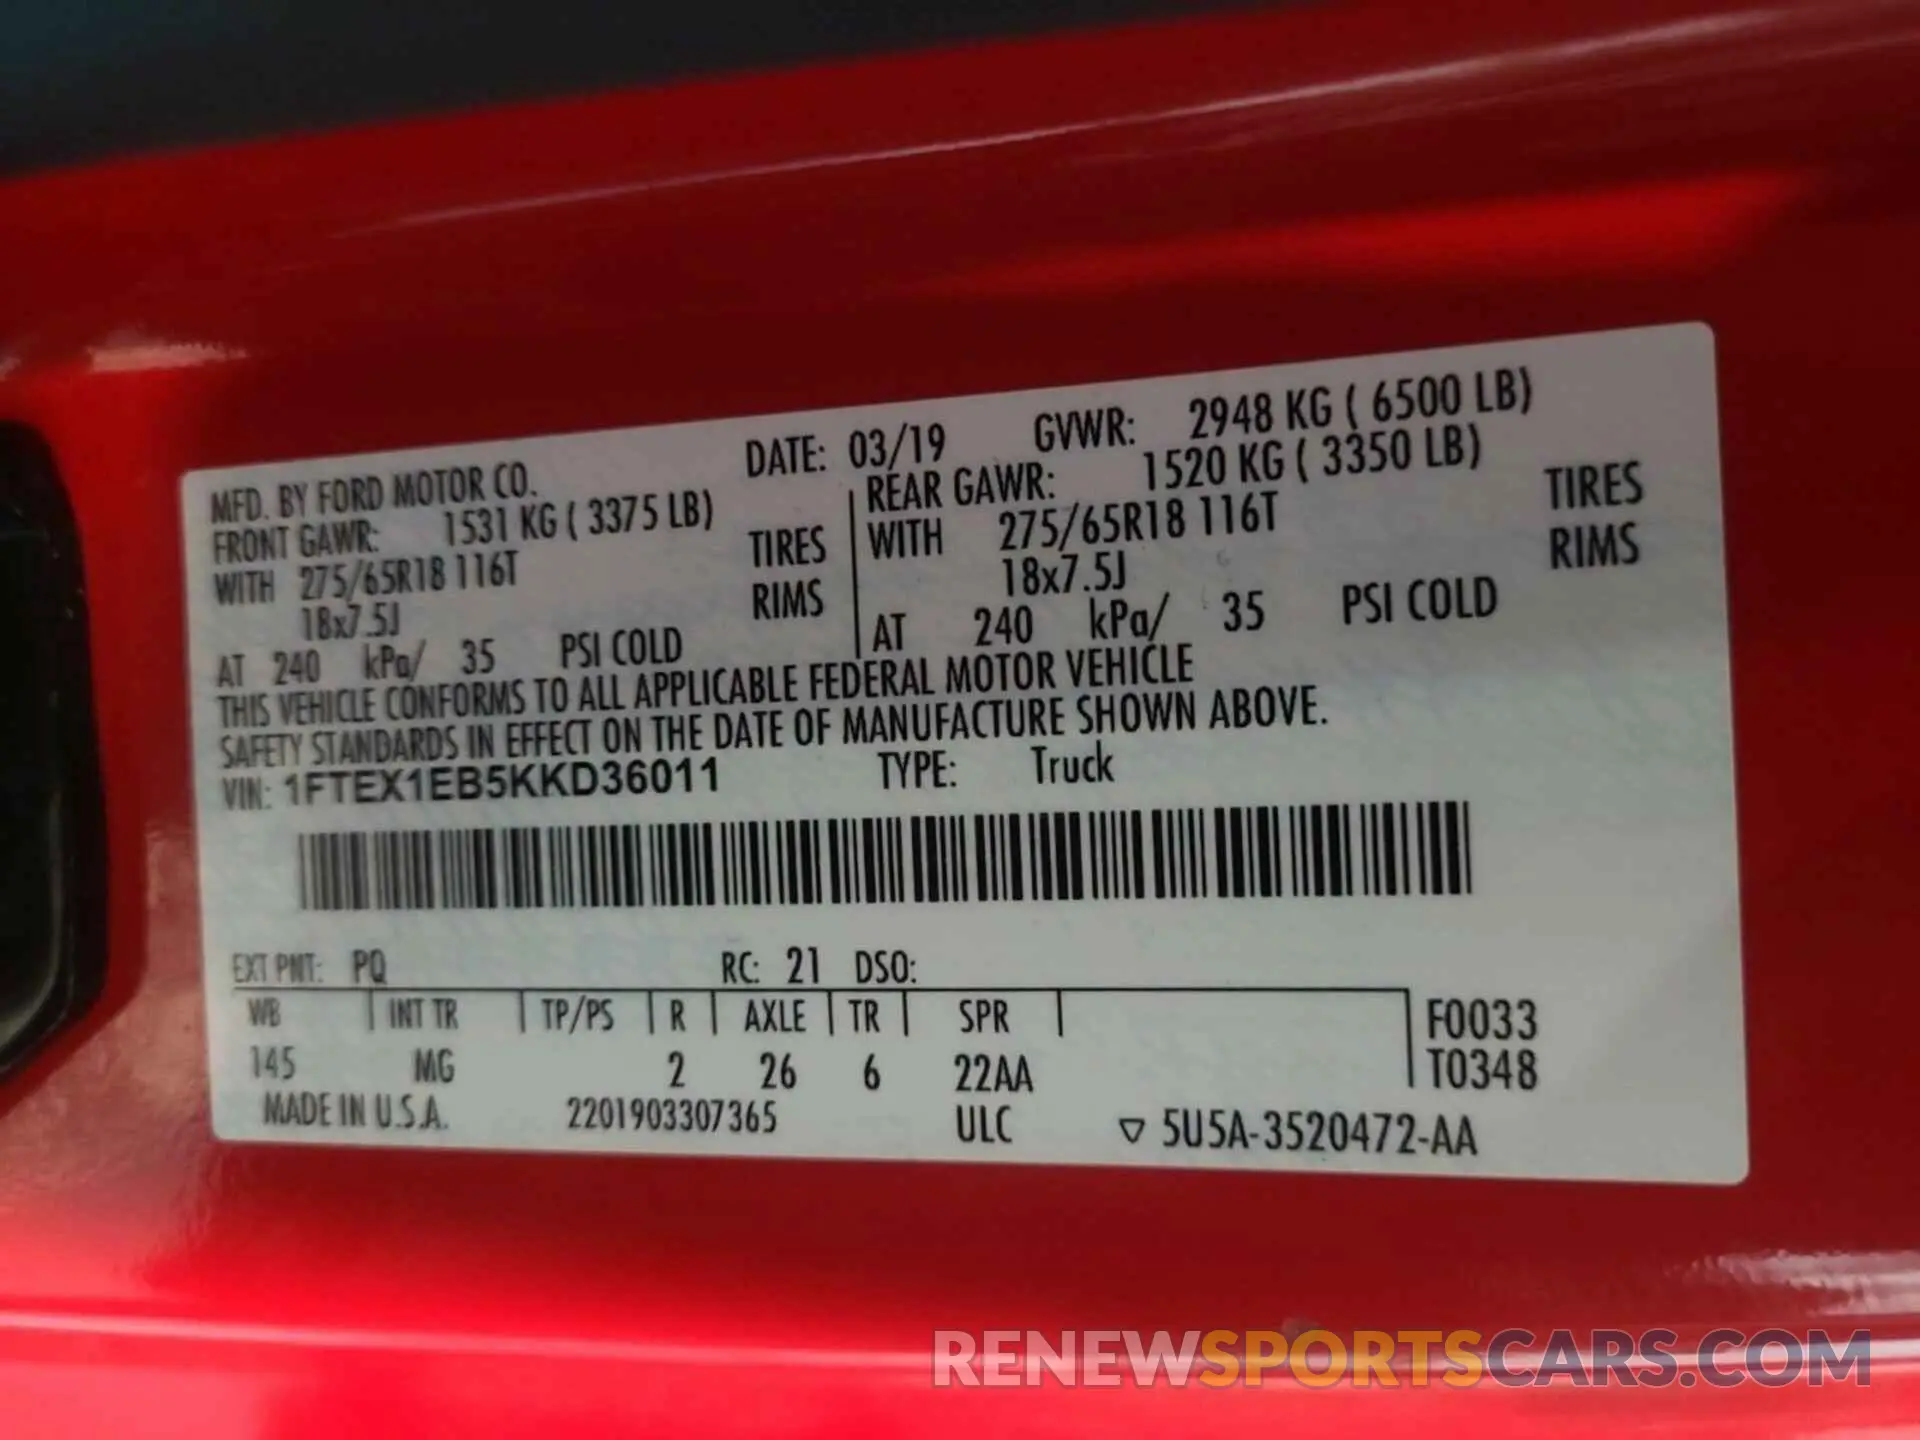 MFD. BY FORD MOTOR CO. DATE: 03/19 GVWR: 2948 KG ( 6500 LB)
FRONT GAWR: 1531 KG ( 3375 LB) REAR GAWR: 1520 KG ( 3350 LB)
WITH 275/65R18 116T TIRES WITH 275/65R18 116T TIRES
18x7.5J RIMS 18x7.5J RIMS
AT 240 kPa/ 35 PSI COLD AT 240 kPa/ 35 PSI COLD
THIS VEHICLE CONFORMS TO ALL APPLICABLE FEDERAL MOTOR VEHICLE
SAFETY STANDARDS IN EFFECT ON THE DATE OF MANUFACTURE SHOWN ABOVE.
VIN: 1FTEX1EB5KKD36011 TYPE: Truck
EXT PNT: PQ RC: 21 DSO:
WB INT TR TP/PS R AXLE TR SPR F0033
145 MG 2 26 6 22AA T0348
MADE IN U.S.A. 2201903307365 ULC ▽ 5U5A-3520472-AA
RENEWSPORTSCARS.COM